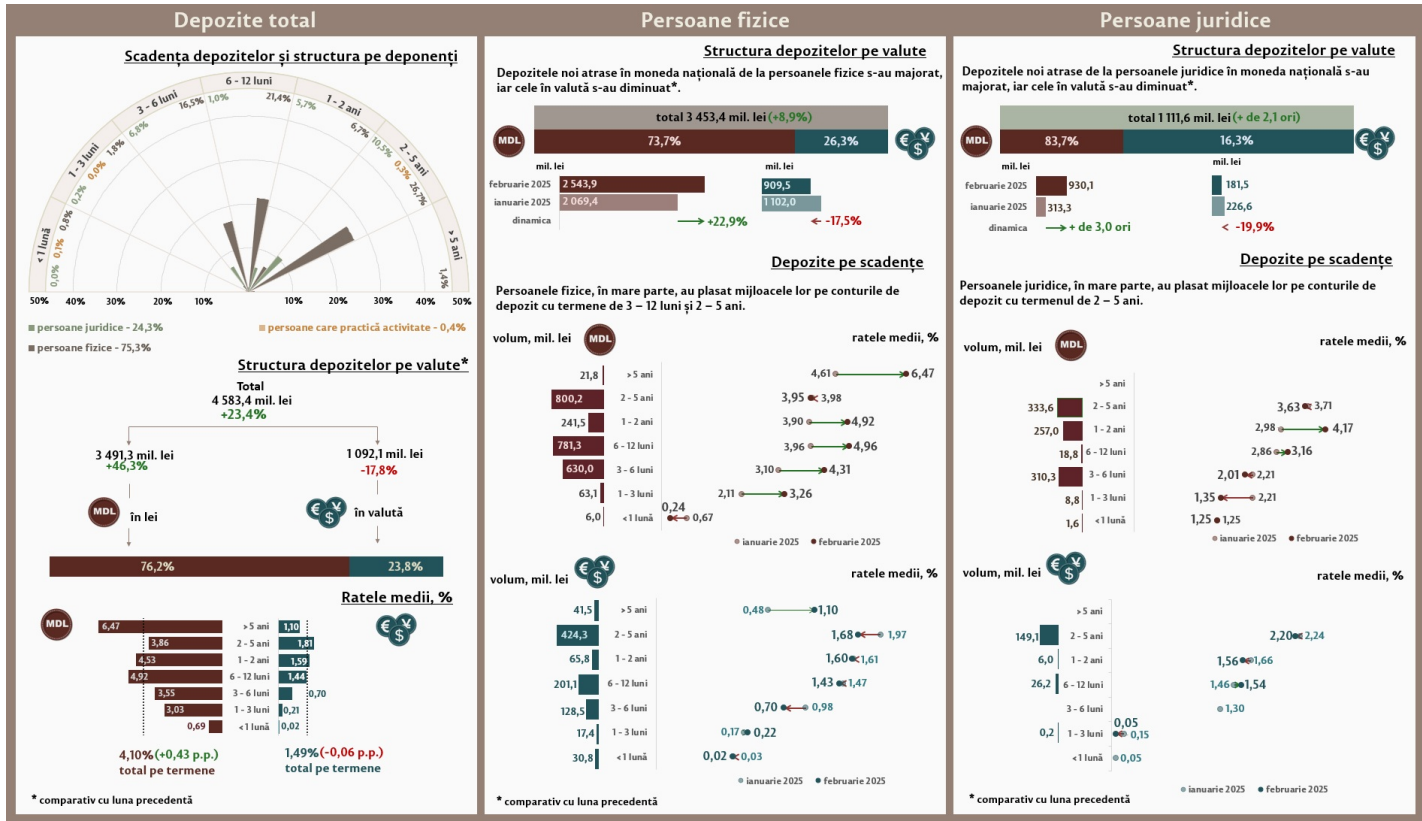 Depozite total
Scadența depozitelor și structura pe deponenți
< 1 lună
1 - 3 luni
3 - 6 luni
6 - 12 luni
1 - 2 ani
2 - 5 ani
> 5 ani
0,0%
0,1%
0,8%
0,2%
0,0%
1,8%
6,8%
16,5%
1,0%
21,4%
5,7%
6,7%
10,5%
0,3%
26,7%
1,4%
50% 40% 30% 20% 10% 10% 20% 30% 40% 50%
persoane juridice - 24,3%
persoane care practică activitate - 0,4%
persoane fizice - 75,3%
Structura depozitelor pe valute*
Total
4 583,4 mil. lei
+23,4%
3 491,3 mil. lei
+46,3%
1 092,1 mil. lei
-17,8%
MDL
în lei
€ ¥ $
în valută
76,2% 23,8%
Ratele medii, %
MDL
€ ¥ $
6,47 > 5 ani 1,10
3,86 2 - 5 ani 1,81
4,53 1 - 2 ani 1,59
4,92 6 - 12 luni 1,44
3,55 3 - 6 luni 0,70
3,03 1 - 3 luni 0,21
0,69 < 1 lună 0,02
4,10% (+0,43 p.p.)
total pe termene
1,49% (-0,06 p.p.)
total pe termene
* comparativ cu luna precedentă
Persoane fizice
Structura depozitelor pe valute
Depozitele noi atrase în moneda națională de la persoanele fizice s-au majorat,
iar cele în valută s-au diminuat*.
total 3 453,4 mil. lei (+8,9%)
MDL
73,7% 26,3%
€ ¥ $
mil. lei mil. lei
februarie 2025 2 543,9 909,5
ianuarie 2025 2 069,4 1 102,0
dinamica +22,9% -17,5%
Depozite pe scadențe
Persoanele fizice, în mare parte, au plasat mijloacele lor pe conturile de
depozit cu termene de 3 – 12 luni și 2 – 5 ani.
volum, mil. lei MDL ratele medii, %
21,8 > 5 ani 4,61 6,47
800,2 2 - 5 ani 3,95 3,98
241,5 1 - 2 ani 3,90 4,92
781,3 6 - 12 luni 3,96 4,96
630,0 3 - 6 luni 3,10 4,31
63,1 1 - 3 luni 2,11 3,26
6,0 < 1 lună 0,24 0,67
ianuarie 2025 februarie 2025
volum, mil. lei € ¥ $ ratele medii, %
41,5 > 5 ani 0,48 1,10
424,3 2 - 5 ani 1,68 1,97
65,8 1 - 2 ani 1,60 1,61
201,1 6 - 12 luni 1,43 1,47
128,5 3 - 6 luni 0,70 0,98
17,4 1 - 3 luni 0,17 0,22
30,8 < 1 lună 0,02 0,03
ianuarie 2025 februarie 2025
* comparativ cu luna precedentă
Persoane juridice
Structura depozitelor pe valute
Depozitele noi atrase de la persoanele juridice în moneda națională s-au
majorat, iar cele în valută s-au diminuat*.
total 1 111,6 mil. lei (+ de 2,1 ori)
MDL
83,7% 16,3%
€ ¥ $
mil. lei mil. lei
februarie 2025 930,1 181,5
ianuarie 2025 313,3 226,6
dinamica + de 3,0 ori -19,9%
Depozite pe scadențe
Persoanele juridice, în mare parte, au plasat mijloacele lor pe conturile de
depozit cu termenul de 2 – 5 ani.
volum, mil. lei MDL ratele medii, %
> 5 ani
333,6 2 - 5 ani 3,63 3,71
257,0 1 - 2 ani 2,98 4,17
18,8 6 - 12 luni 2,86 3,16
310,3 3 - 6 luni 2,01 2,21
8,8 1 - 3 luni 1,35 2,21
1,6 < 1 lună 1,25 1,25
ianuarie 2025 februarie 2025
volum, mil. lei € ¥ $ ratele medii, %
> 5 ani
149,1 2 - 5 ani 2,20 2,24
6,0 1 - 2 ani 1,56 1,66
26,2 6 - 12 luni 1,46 1,54
3 - 6 luni 1,30
0,2 1 - 3 luni 0,05 0,15
< 1 lună 0,05
ianuarie 2025 februarie 2025
* comparativ cu luna precedentă